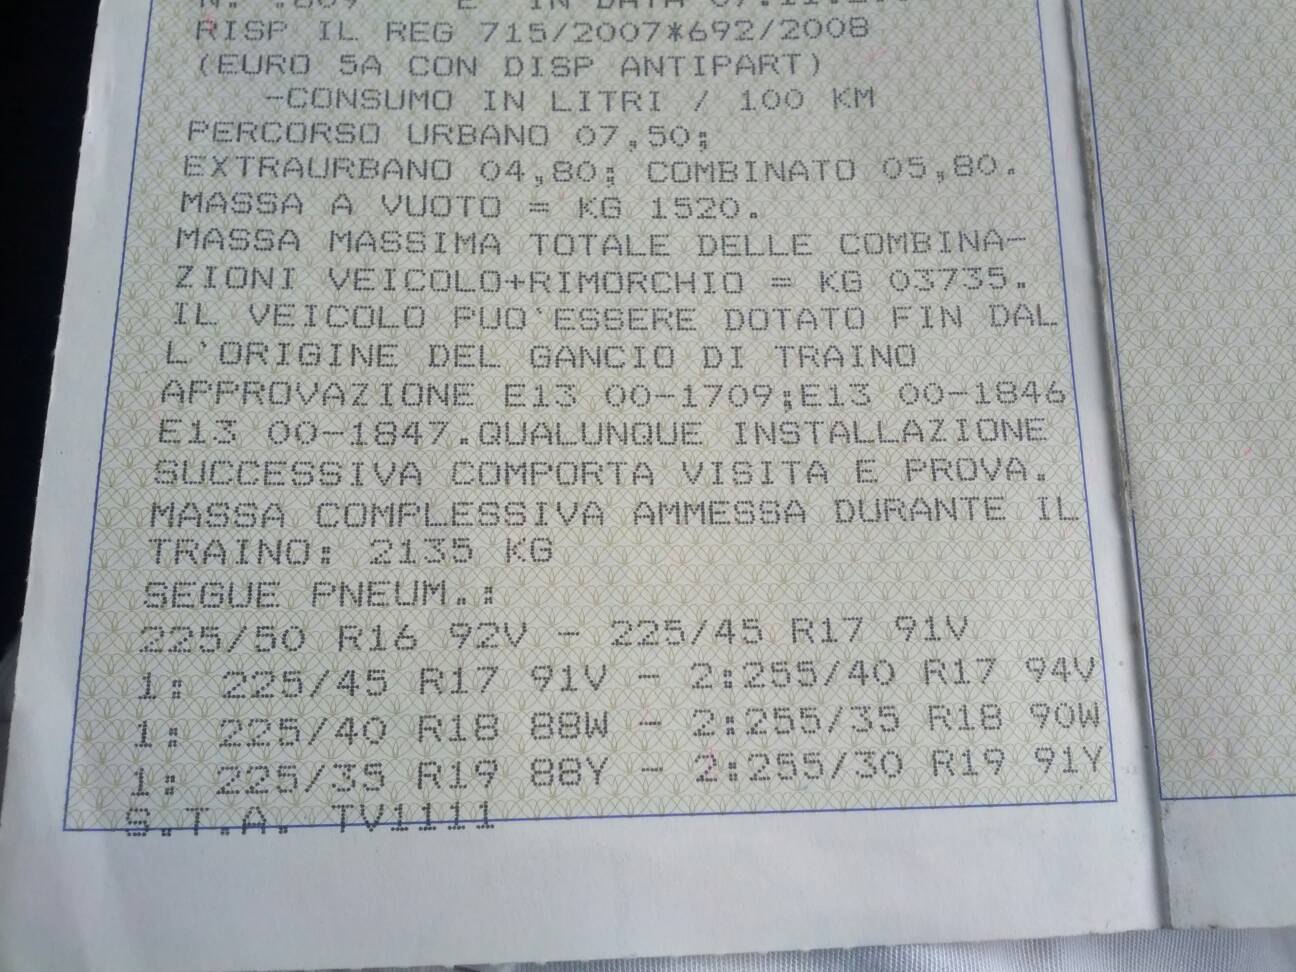 RISP IL REG 715/2007*692/2008
(EURO 5A CON DISP ANTIPART)
-CONSUMO IN LITRI / 100 KM
PERCORSO URBANO 07,50;
EXTRAURBANO 04,80; COMBINATO 05,80.
MASSA A VUOTO = KG 1520.
MASSA MASSIMA TOTALE DELLE COMBINA-
ZIONI VEICOLO+RIMORCHIO = KG 03735.
IL VEICOLO PUO'ESSERE DOTATO FIN DAL
L'ORIGINE DEL GANCIO DI TRAINO
APPROVAZIONE E13 00-1709;E13 00-1846
E13 00-1847.QUALUNQUE INSTALLAZIONE
SUCCESSIVA COMPORTA VISITA E PROVA.
MASSA COMPLESSIVA AMMESSA DURANTE IL
TRAINO: 2135 KG
SEGUE PNEUM.:
225/50 R16 92V - 225/45 R17 91V
1: 225/45 R17 91V - 2:255/40 R17 94V
1: 225/40 R18 88W - 2:255/35 R18 90W
1: 225/35 R19 88Y - 2:255/30 R19 91Y
S.T.A. TV1111